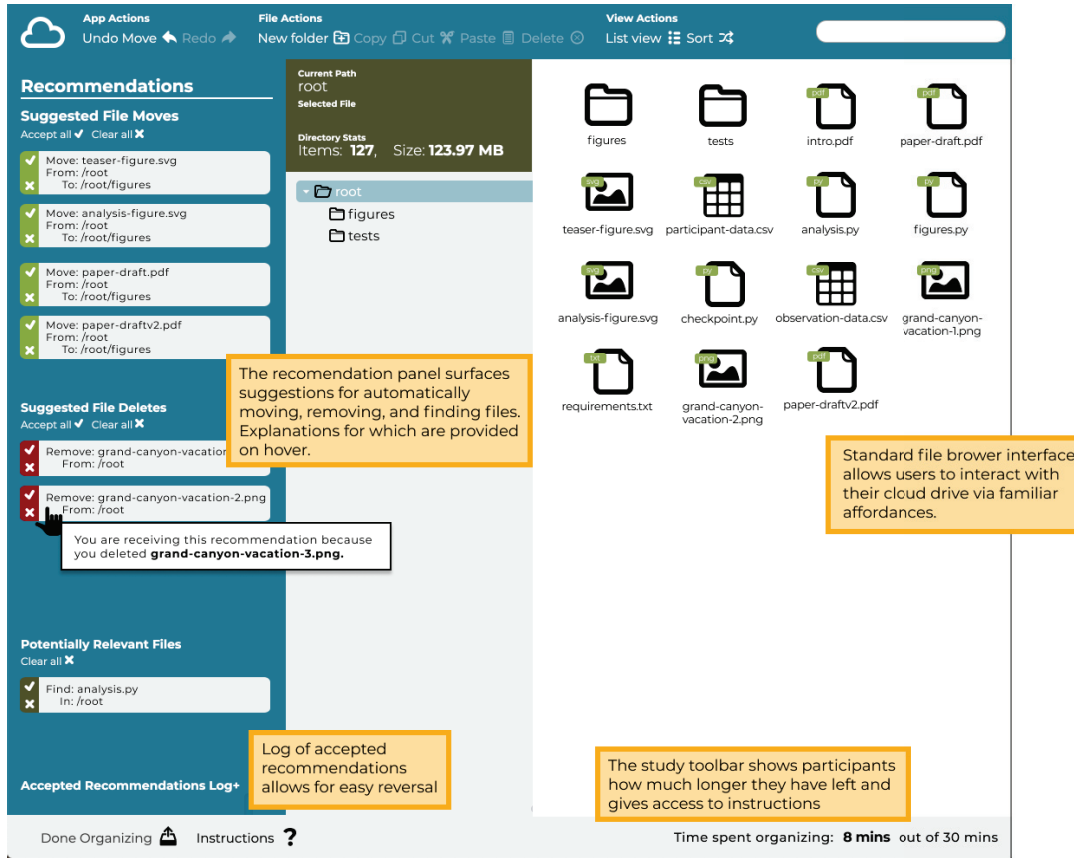 App Actions
Undo Move Redo
File Actions
New folder Copy Cut Paste Delete
View Actions
List view Sort
Recommendations
Suggested File Moves
Accept all Clear all
Move: teaser-figure.svg
From: /root
To: /root/figures
Move: analysis-figure.svg
From: /root
To: /root/figures
Move: paper-draft.pdf
From: /root
To: /root/figures
Move: paper-draftv2.pdf
From: /root
To: /root/figures
Suggested File Deletes
Accept all Clear all
Remove: grand-canyon-vacation
From: /root
Remove: grand-canyon-vacation-2.png
From: /root
You are receiving this recommendation because
you deleted grand-canyon-vacation-3.png.
Potentially Relevant Files
Clear all
Find: analysis.py
In: /root
Accepted Recommendations Log+
Current Path
root
Selected File
Directory Stats
Items: 127, Size: 123.97 MB
root
figures
tests
The recomendation panel surfaces
suggestions for automatically
moving, removing, and finding files.
Explanations for which are provided
on hover.
Log of accepted
recommendations
allows for easy reversal
figures
tests
pdf
intro.pdf
pdf
paper-draft.pdf
svg
teaser-figure.svg
csv
participant-data.csv
py
analysis.py
py
figures.py
svg
analysis-figure.svg
py
checkpoint.py
csv
observation-data.csv
png
grand-canyon-
vacation-1.png
txt
requirements.txt
png
grand-canyon-
vacation-2.png
pdf
paper-draftv2.pdf
Standard file brower interface
allows users to interact with
their cloud drive via familiar
affordances.
The study toolbar shows participants
how much longer they have left and
gives access to instructions
Done Organizing Instructions ?
Time spent organizing: 8 mins out of 30 mins